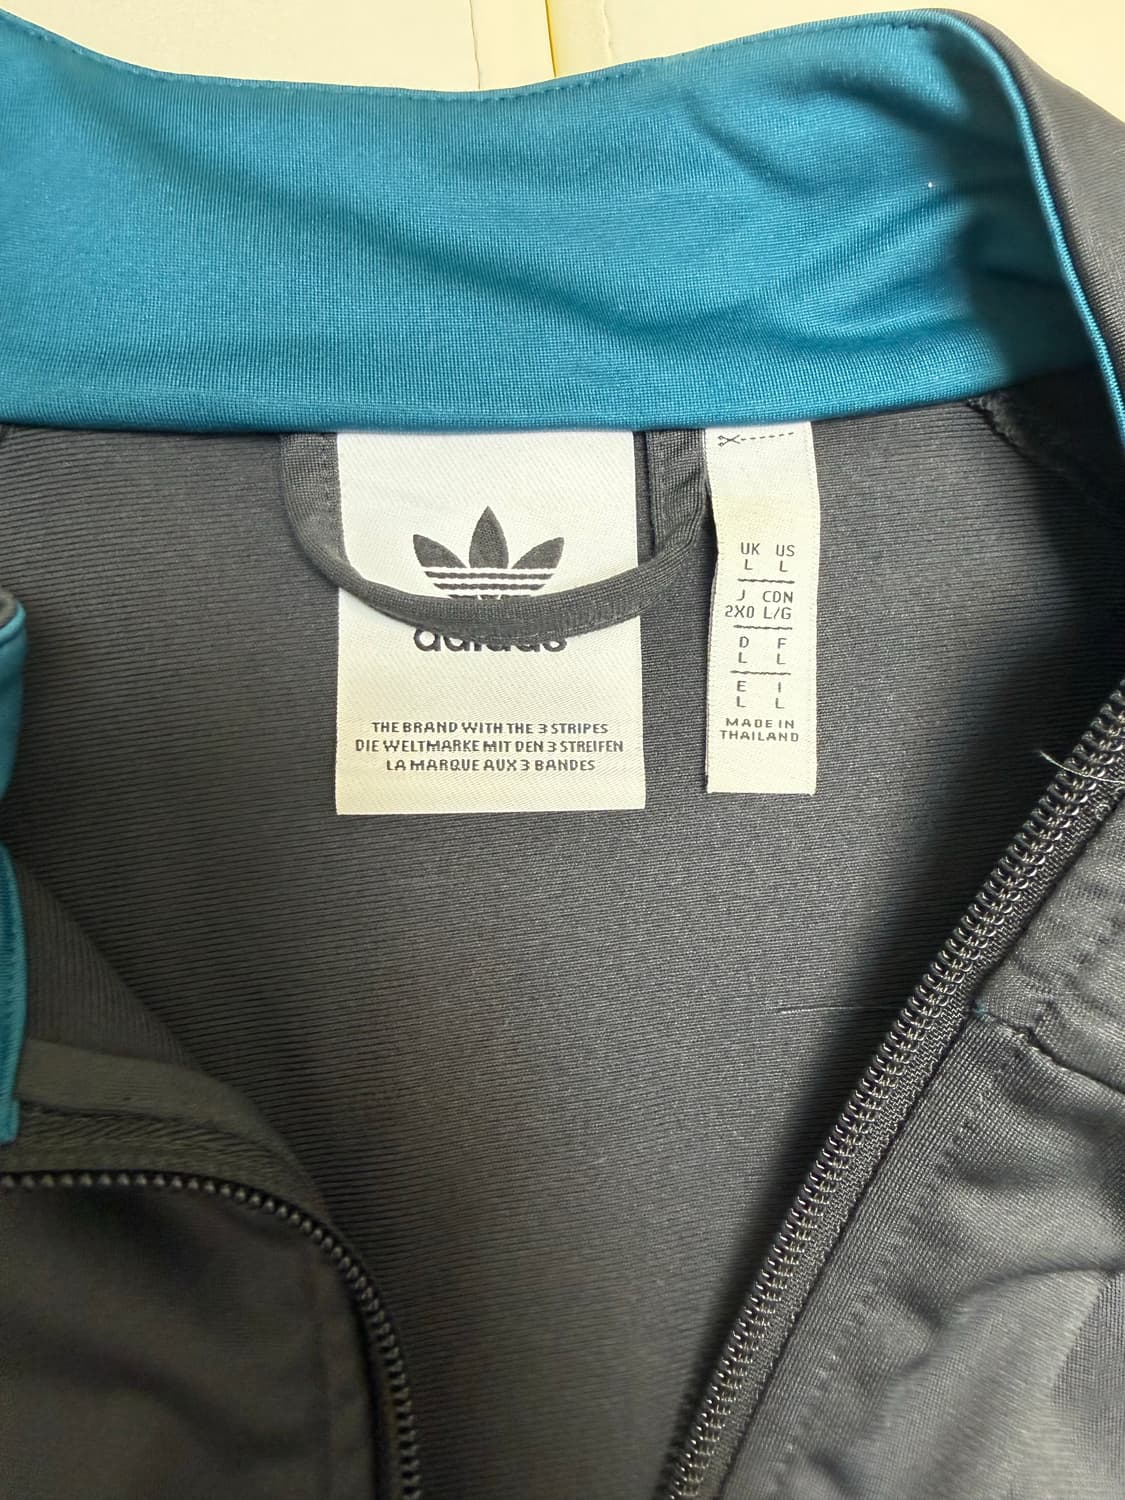 adidas
THE BRAND WITH THE 3 STRIPES
DIE WELTMARKE MIT DEN 3 STREIFEN
LA MARQUE AUX 3 BANDES
UK US
L L
J CDN
2XO L/G
D F
L L
E I
L L
MADE IN
THAILAND